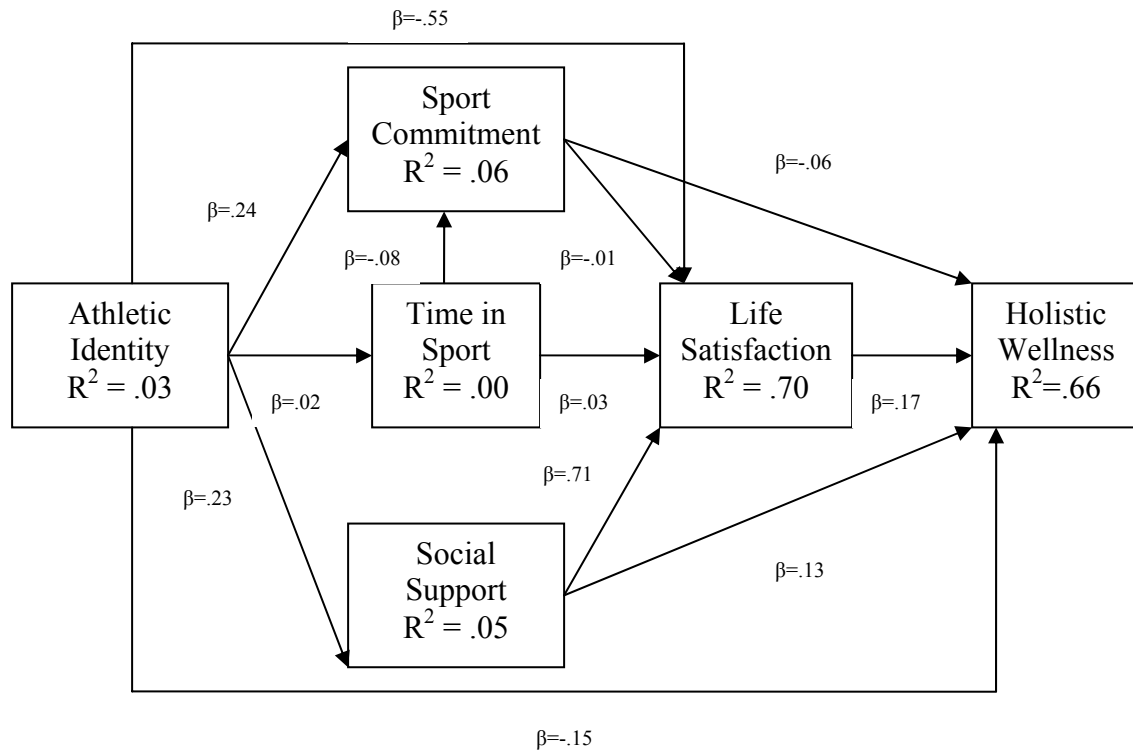 β=-.55
Sport
Commitment
R² = .06
β=-.06
β=.24
β=-.08
β=-.01
Athletic
Identity
R² = .03
Time in
Sport
R² = .00
Life
Satisfaction
R² = .70
Holistic
Wellness
R²=.66
β=.02
β=.03
β=.17
β=.23
β=.71
Social
Support
R² = .05
β=.13
β=-.15